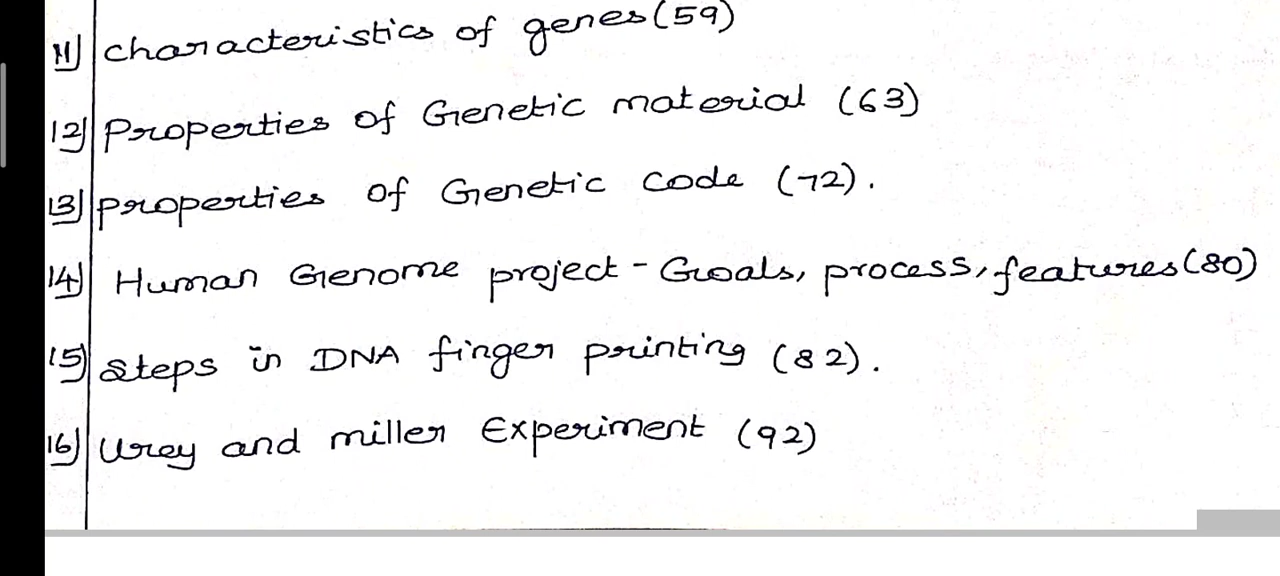 11) characteristics of genes (59)
12) Properties of Genetic material (63)
13) properties of Genetic code (72).
14) Human Genome project - Goals, process, features (80)
15) steps in DNA finger printing (82).
16) Urey and miller Experiment (92)